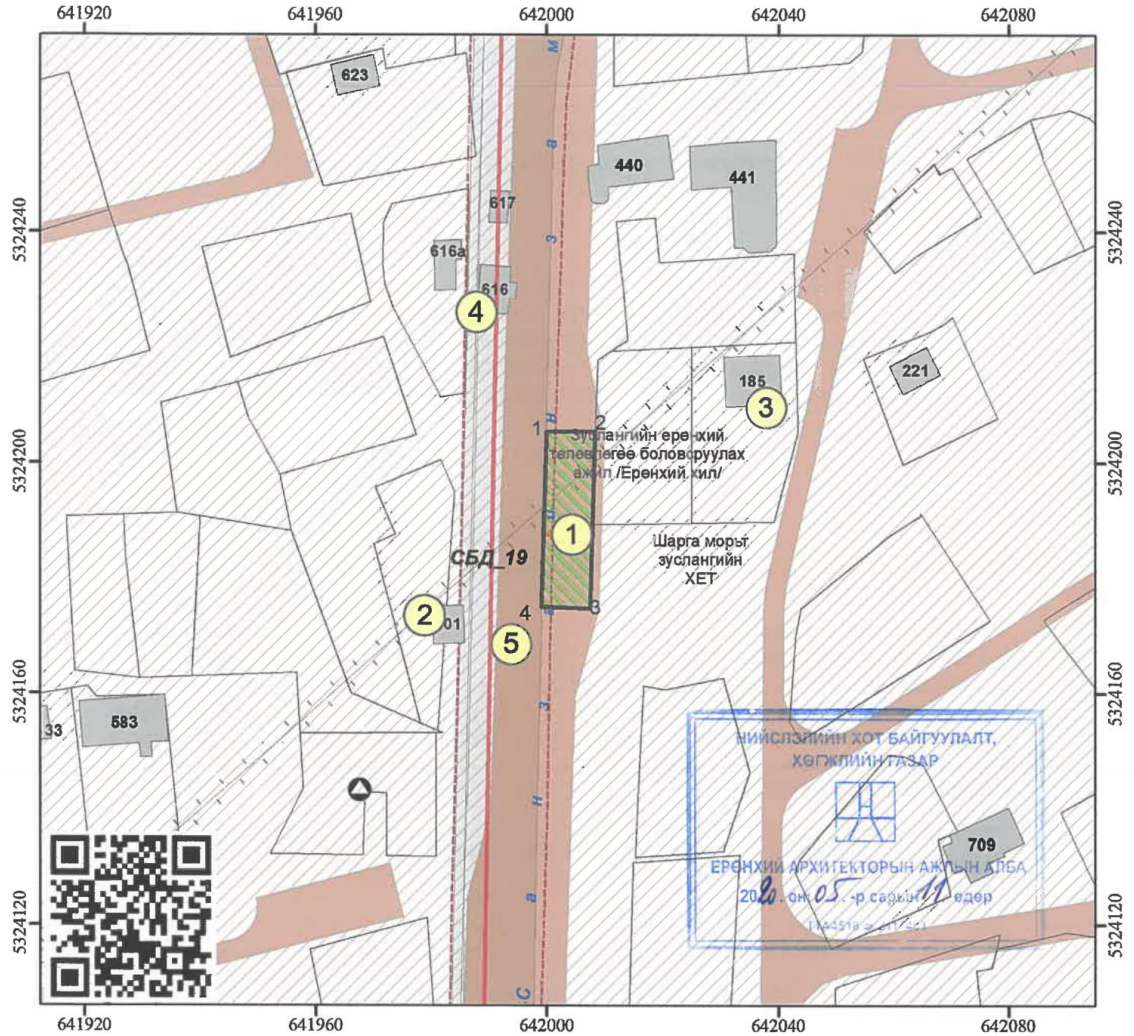 641920 641960 642000 642040 642080
623
440
441
617
5324240 5324240
616а
616
4
221
185
3
1 2
Зуслангийн ерөнхий
төлөвлөгөө боловсруулах
ажил /Ерөнхий хил/
5324200 5324200
1
Шарга морьт
зуслангийн
ХЕТ
СБД_19
4 3
2
01
5
5324160 5324160
33
583
НИЙСЛЭЛИЙН ХОТ БАЙГУУЛАЛТ,
ХӨГЖЛИЙН ГАЗАР
709
ЕРӨНХИЙ АРХИТЕКТОРЫН АЖЛЫН АЛБА
2020 он 05 -р сарын 11 өдөр
5324120 5324120
641920 641960 642000 642040 642080